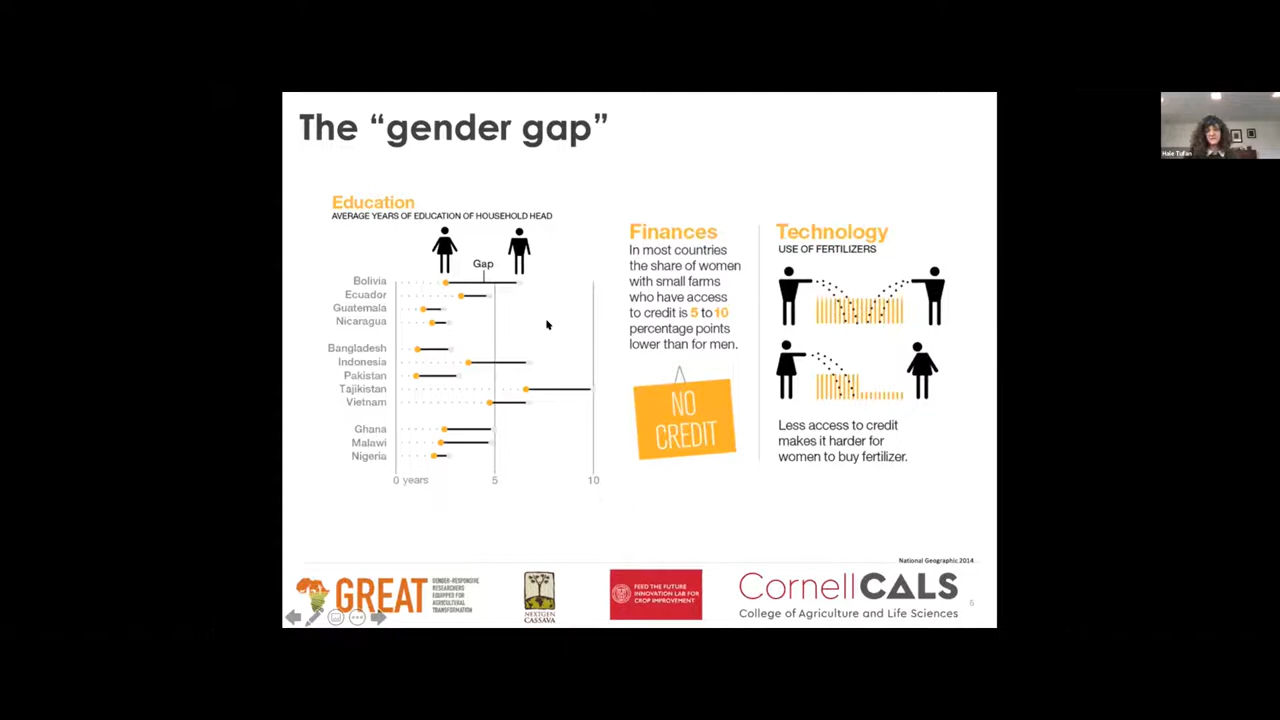 The “gender gap”
Hale Tufan
Education
AVERAGE YEARS OF EDUCATION OF HOUSEHOLD HEAD
Gap
Bolivia
Ecuador
Guatemala
Nicaragua
Bangladesh
Indonesia
Pakistan
Tajikistan
Vietnam
Ghana
Malawi
Nigeria
0 years
5
10
Finances
In most countries
the share of women
with small farms
who have access
to credit is 5 to 10
percentage points
lower than for men.
NO
CREDIT
Technology
USE OF FERTILIZERS
Less access to credit
makes it harder for
women to buy fertilizer.
National Geographic 2014
GREAT
GENDER-RESPONSIVE
RESEARCHERS
EQUIPPED FOR
AGRICULTURAL
TRANSFORMATION
NEXTGEN
CASSAVA
FEED THE FUTURE
INNOVATION LAB FOR
CROP IMPROVEMENT
CornellCALS
College of Agriculture and Life Sciences
6